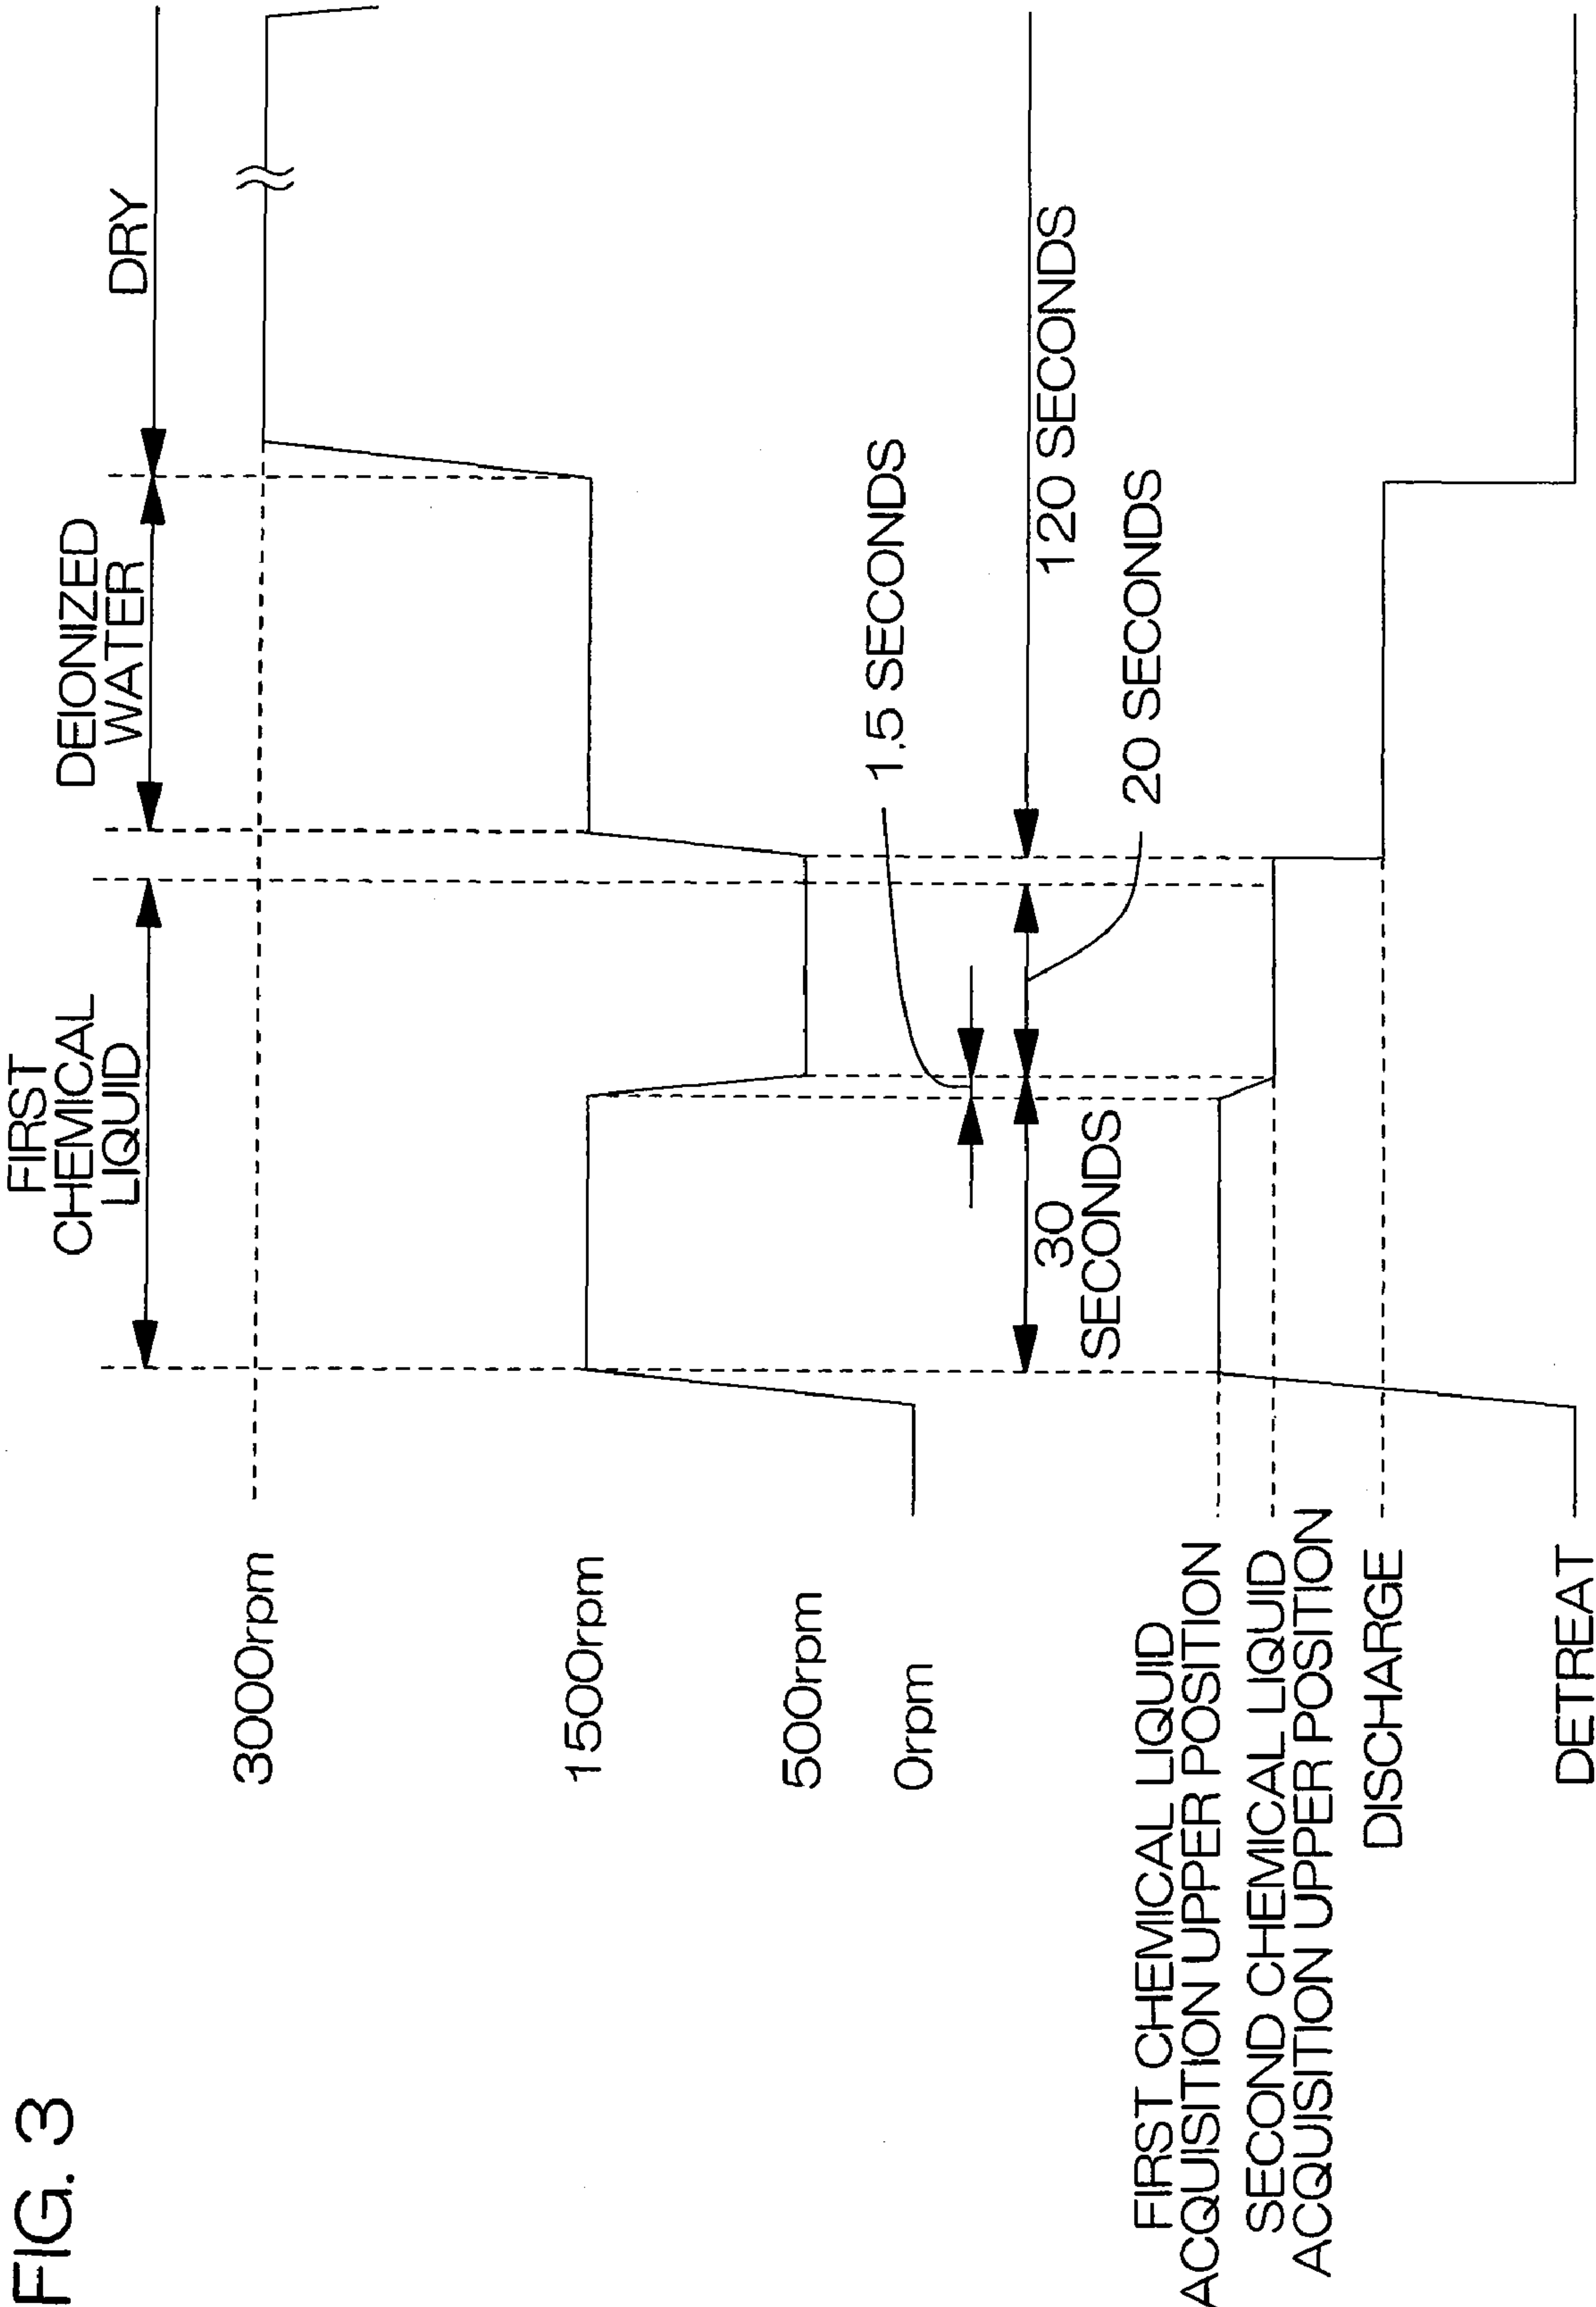 FIG. 3
FIRST
CHEMICAL
LIQUID
DEIONIZED
WATER
DRY
3000rpm
1500rpm
500rpm
0rpm
1.5 SECONDS
30
SECONDS
120 SECONDS
20 SECONDS
FIRST CHEMICAL LIQUID
ACQUISITION UPPER POSITION
SECOND CHEMICAL LIQUID
ACQUISITION UPPER POSITION
DISCHARGE
DETREAT